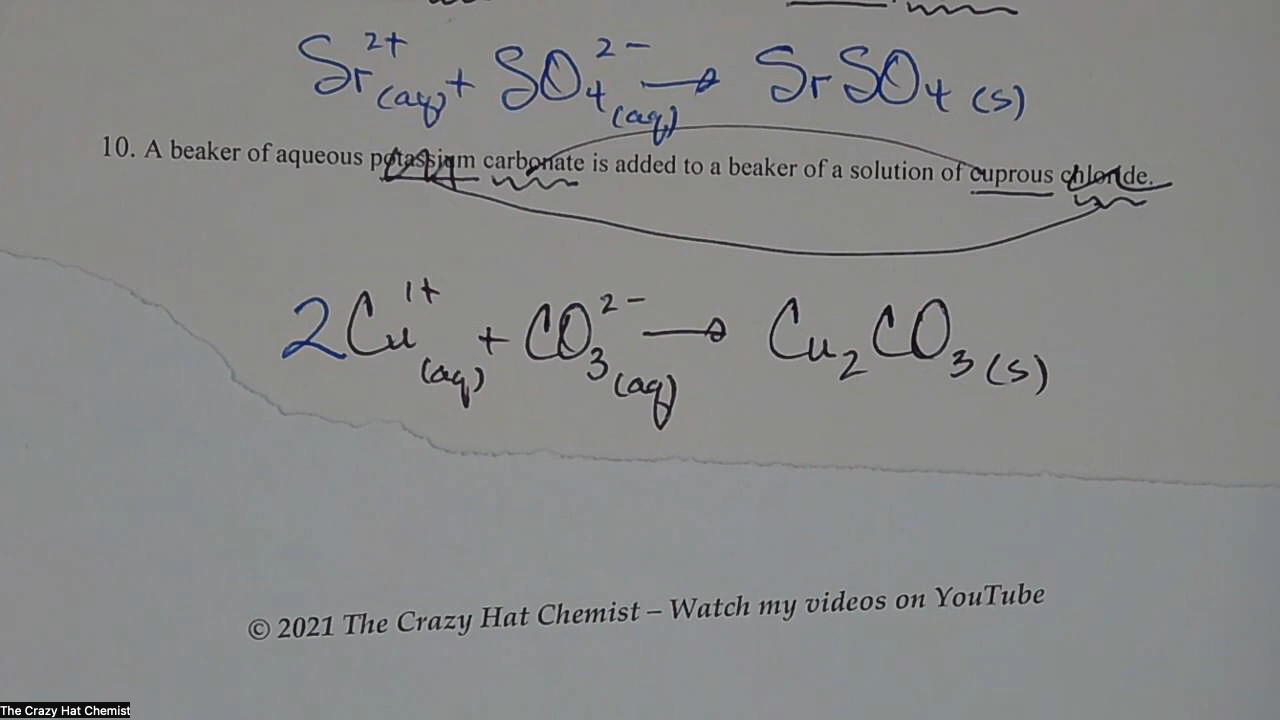 Sr²⁺(aq) + SO₄²⁻(aq) → SrSO₄ (s)
10. A beaker of aqueous potassium carbonate is added to a beaker of a solution of cuprous chloride.
2Cu¹⁺(aq) + CO₃²⁻(aq) → Cu₂CO₃(s)
© 2021 The Crazy Hat Chemist – Watch my videos on YouTube
The Crazy Hat Chemist